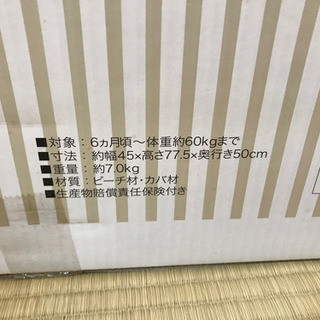 ■対象：6ヵ月頃〜体重約60kgまで
■寸法：約幅45×高さ77.5×奥行き50cm
■重量：約7.0kg
■材質：ビーチ材・カバ材
■生産物賠償責任保険付き